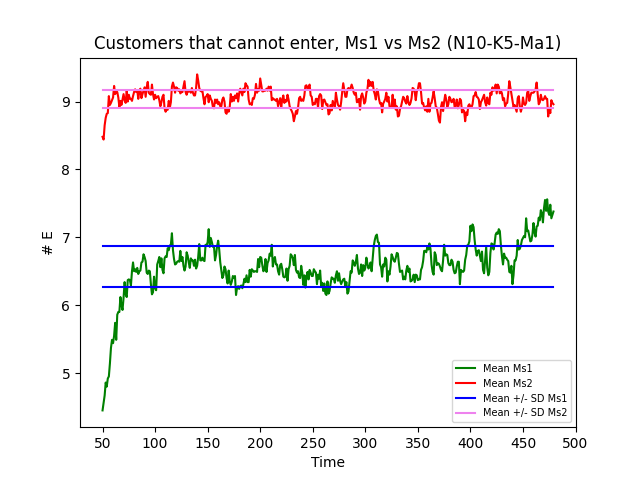 Customers that cannot enter, Ms1 vs Ms2 (N10-K5-Ma1)
9
8
7
6
5
# E
Mean Ms1
Mean Ms2
Mean +/- SD Ms1
Mean +/- SD Ms2
50 100 150 200 250 300 350 400 450 500
Time